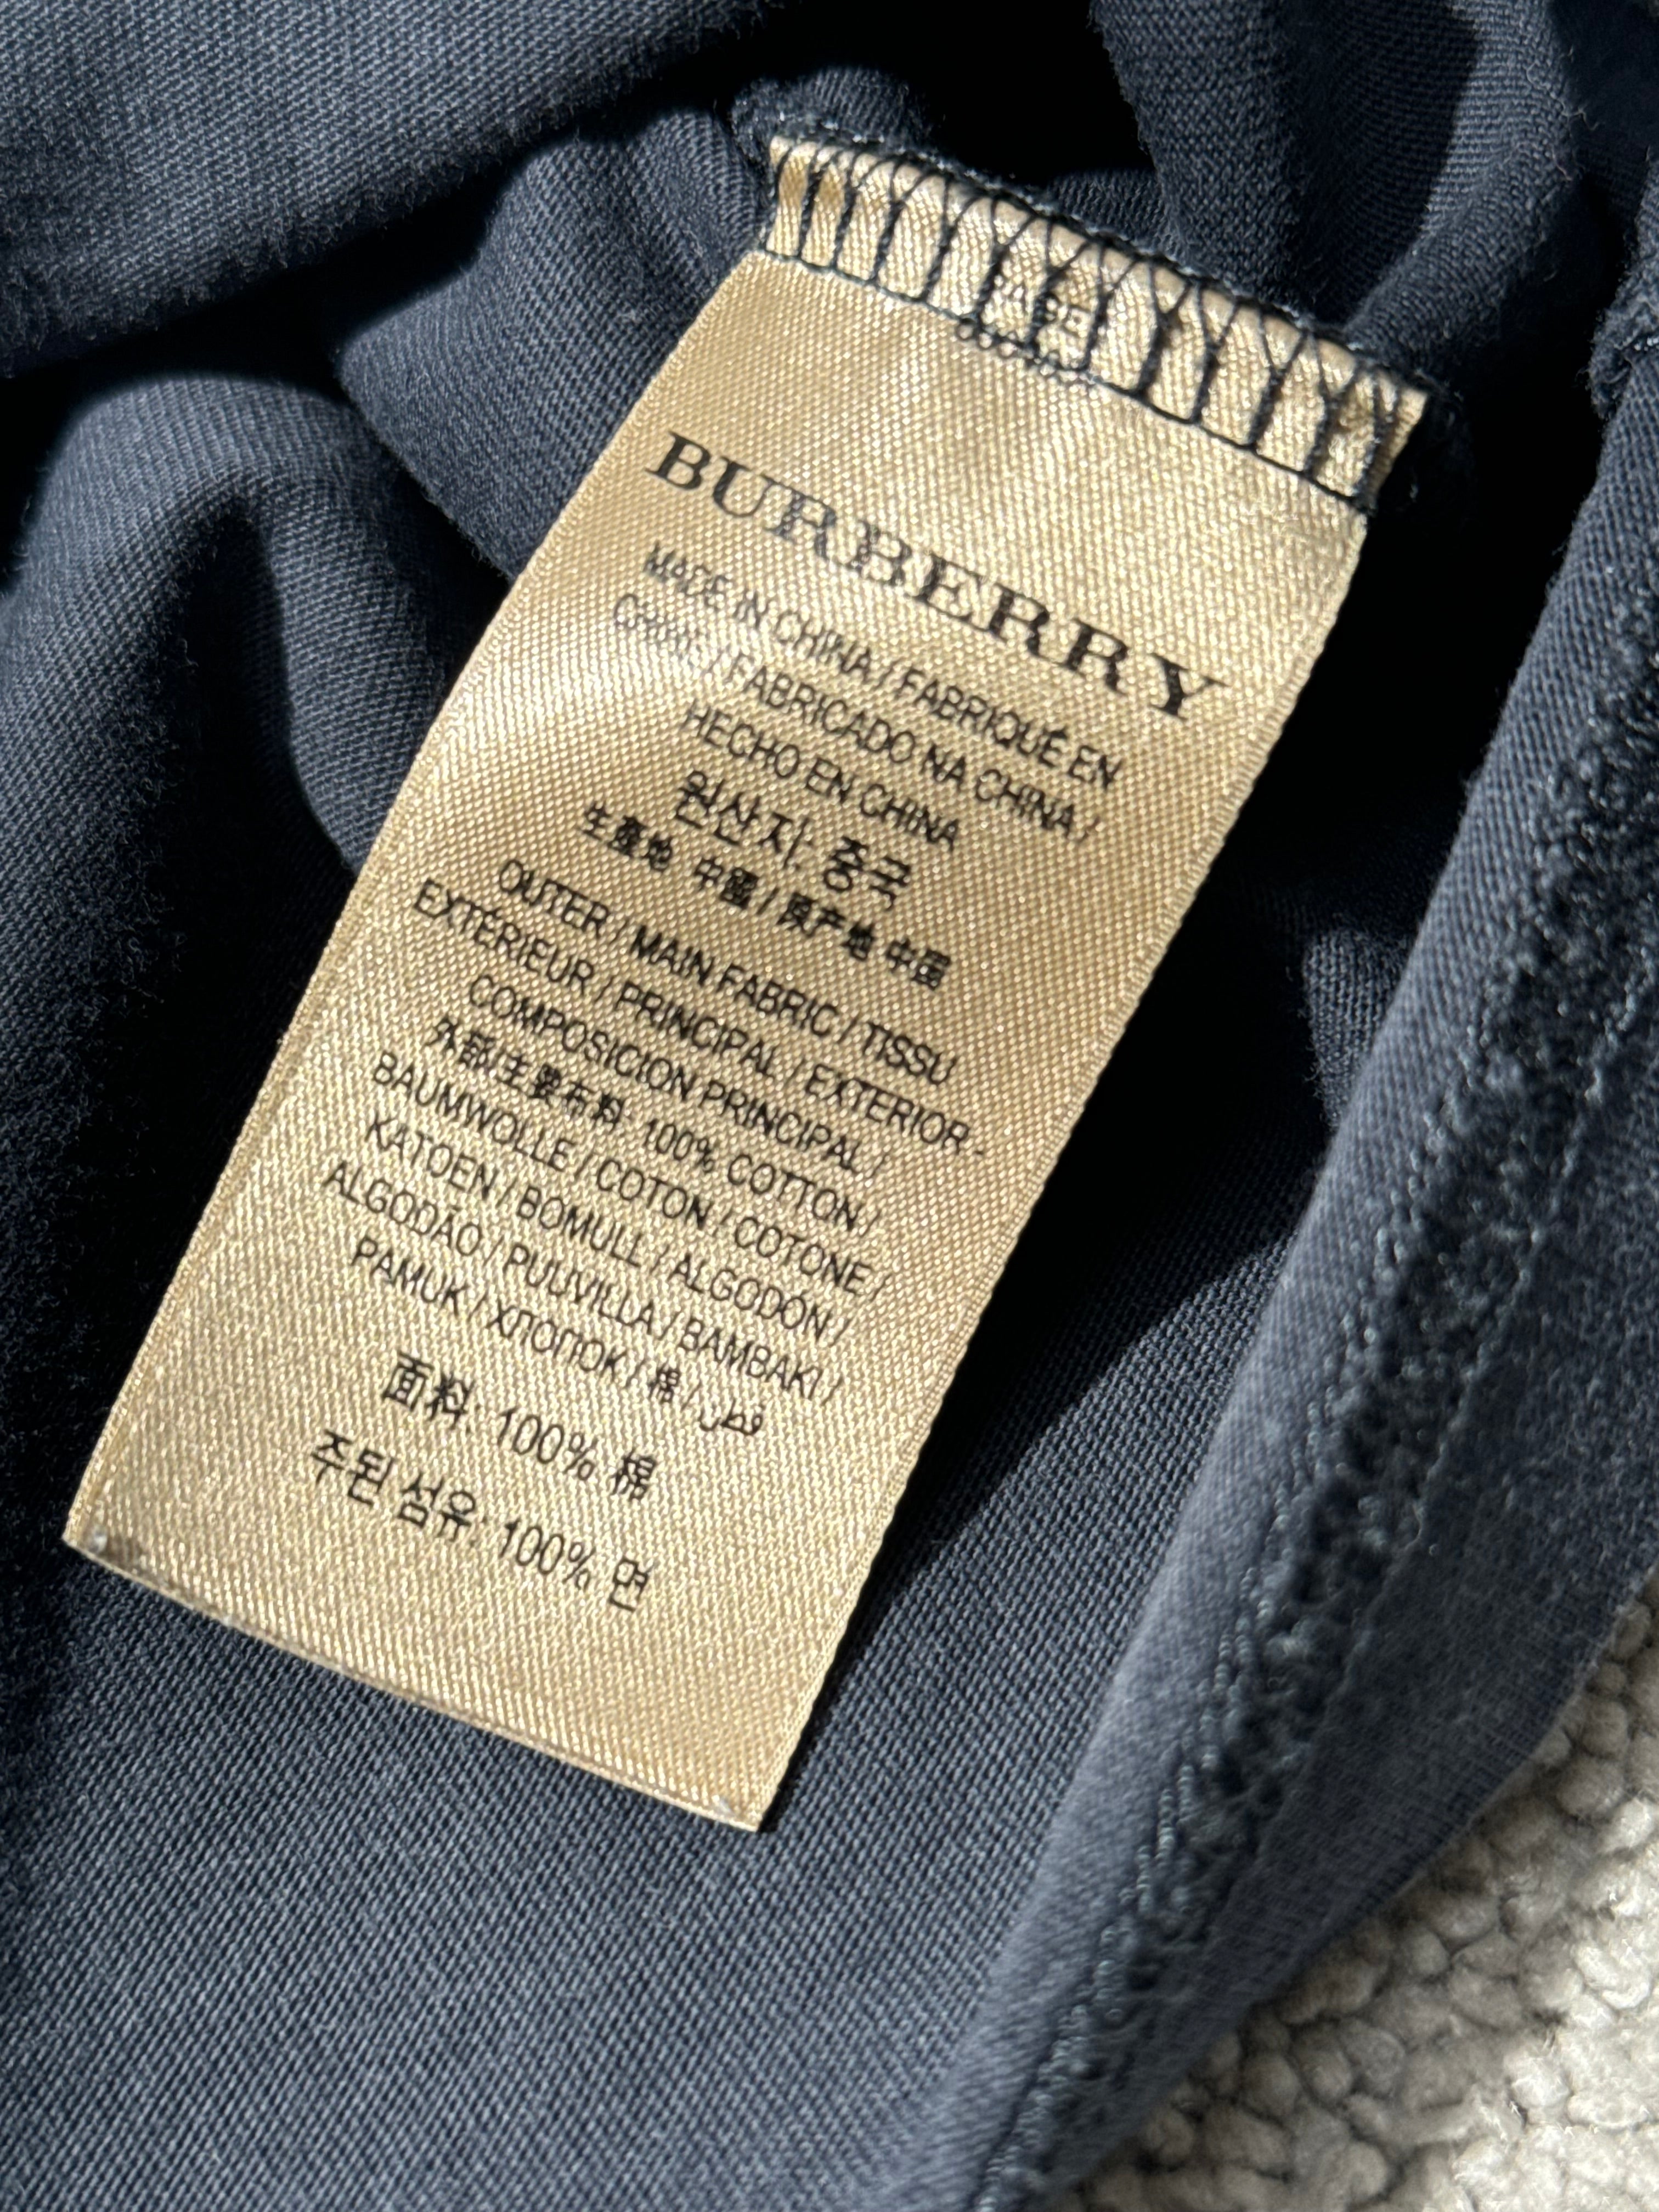 BURBERRY
MADE IN CHINA / FABRIQUÉ EN
CHINE / FABRICADO NA CHINA /
HECHO EN CHINA
원산지: 중국
生產地 中國 / 原产地 中国
OUTER / MAIN FABRIC / TISSU
EXTÉRIEUR / PRINCIPAL / EXTERIOR-
COMPOSICION PRINCIPAL /
外部/主要布料: 100% COTTON /
BAUMWOLLE / COTON / COTONE /
KATOEN / BOMULL / ALGODÓN /
ALGODÃO / PUUVILLA / BAMBAKI /
PAMUK / ХЛОПОК / 棉 / قطن
面料: 100% 棉
주된 섬유: 100% 면